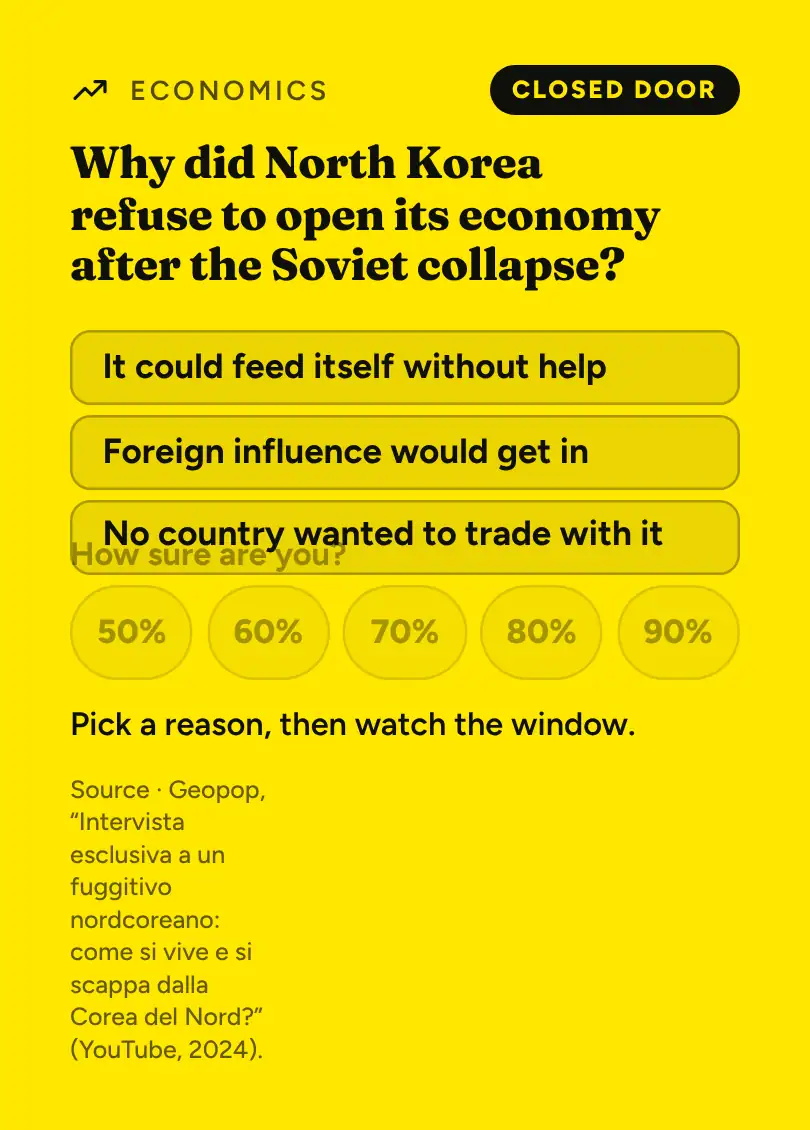 ECONOMICS
CLOSED DOOR
Why did North Korea
refuse to open its economy
after the Soviet collapse?
It could feed itself without help
Foreign influence would get in
No country wanted to trade with it
How sure are you?
50% 60% 70% 80% 90%
Pick a reason, then watch the window.
Source · Geopop,
“Intervista
esclusiva a un
fuggitivo
nordcoreano:
come si vive e si
scappa dalla
Corea del Nord?”
(YouTube, 2024).